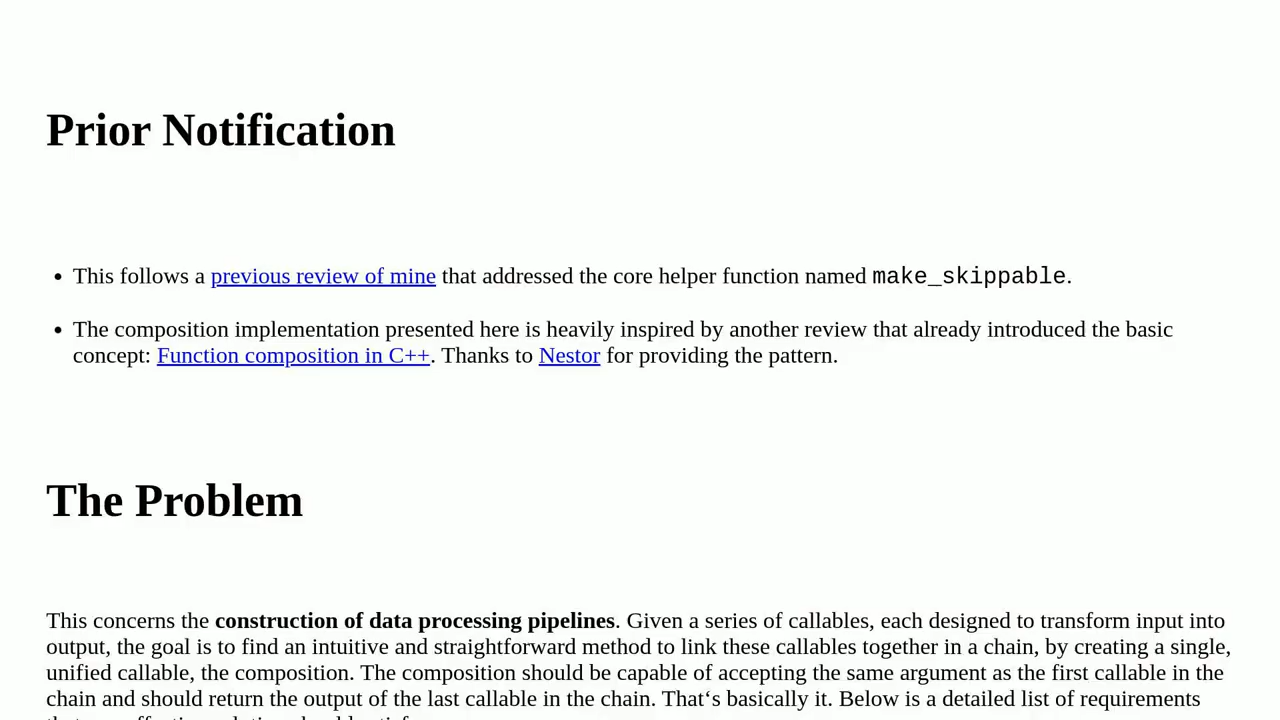 Prior Notification
• This follows a previous review of mine that addressed the core helper function named make_skippable.
• The composition implementation presented here is heavily inspired by another review that already introduced the basic
concept: Function composition in C++. Thanks to Nestor for providing the pattern.
The Problem
This concerns the construction of data processing pipelines. Given a series of callables, each designed to transform input into
output, the goal is to find an intuitive and straightforward method to link these callables together in a chain, by creating a single,
unified callable, the composition. The composition should be capable of accepting the same argument as the first callable in the
chain and should return the output of the last callable in the chain. That‘s basically it. Below is a detailed list of requirements